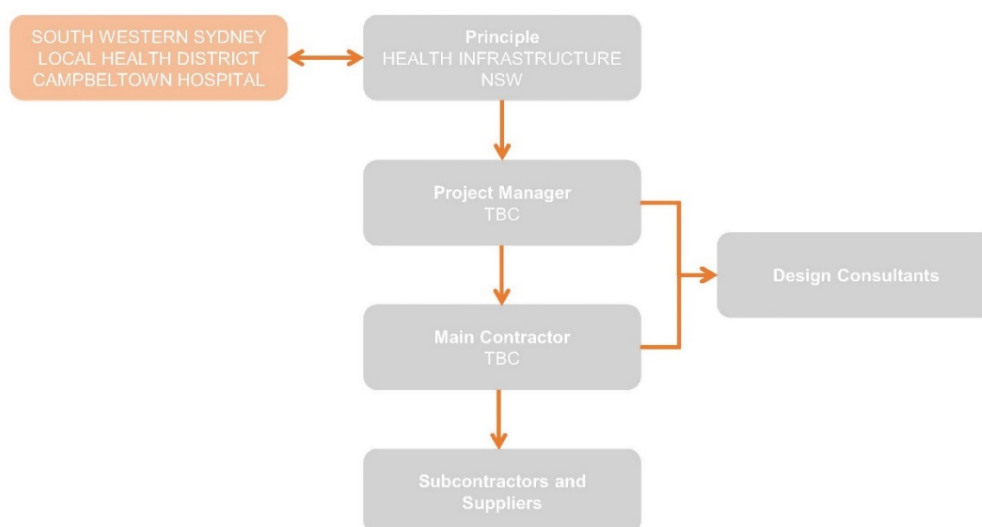 SOUTH WESTERN SYDNEY
LOCAL HEALTH DISTRICT
CAMPBELTOWN HOSPITAL
Principle
HEALTH INFRASTRUCTURE
NSW
Project Manager
TBC
Design Consultants
Main Contractor
TBC
Subcontractors and
Suppliers